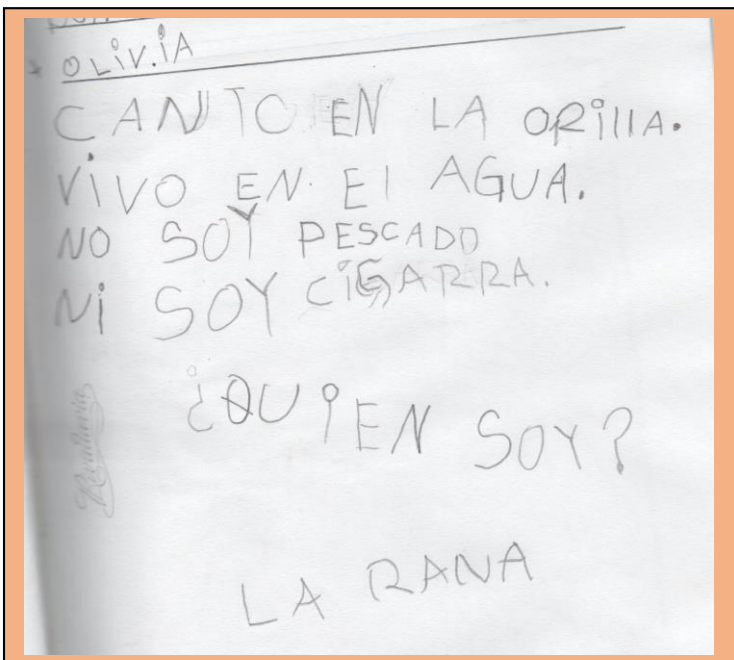 OLIVIA
CANTO EN LA ORILLA.
VIVO EN EL AGUA.
NO SOY PESCADO
NI SOY CIGARRA.
Rivadavia
¿QUIEN SOY?
LA RANA